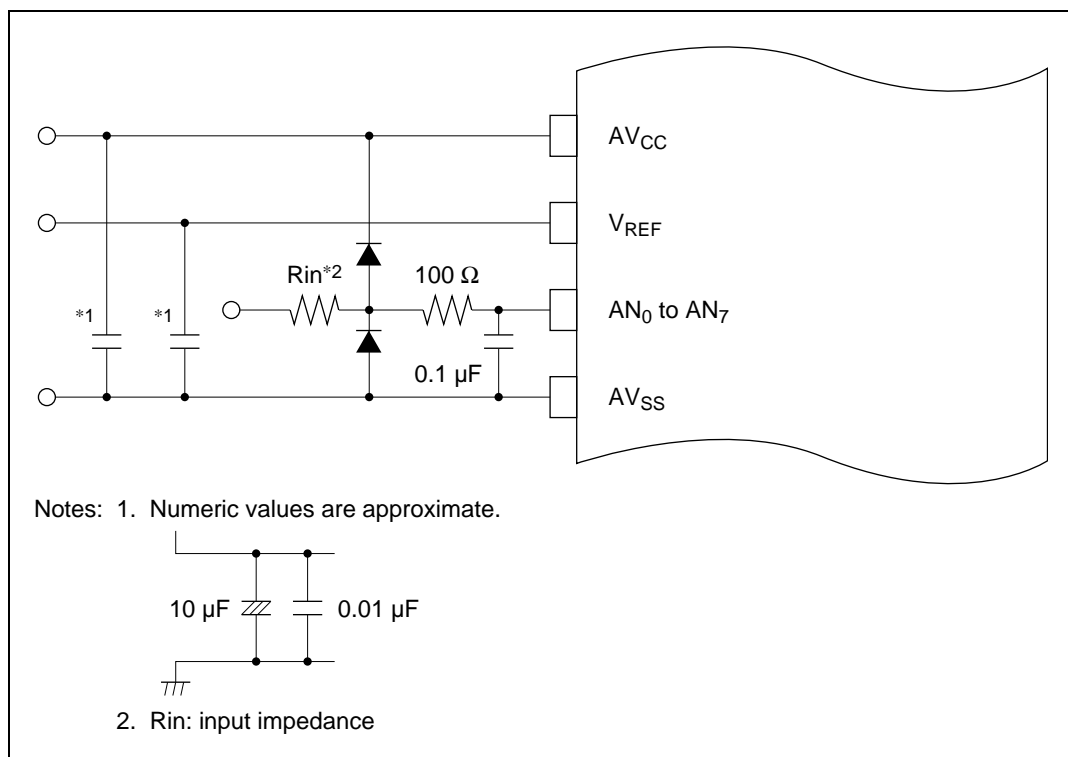 AVCC
VREF
Rin*2 100 Ω
*1 *1 AN0 to AN7
0.1 µF
AVSS
Notes: 1. Numeric values are approximate.
10 µF 0.01 µF
2. Rin: input impedance